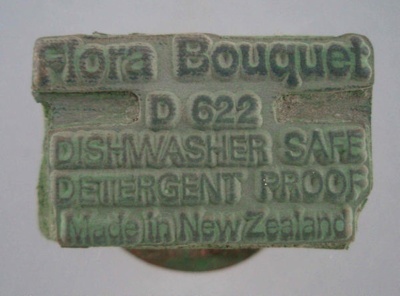 Flora Bouquet
D 622
DISHWASHER SAFE
DETERGENT PROOF
Made in New Zealand